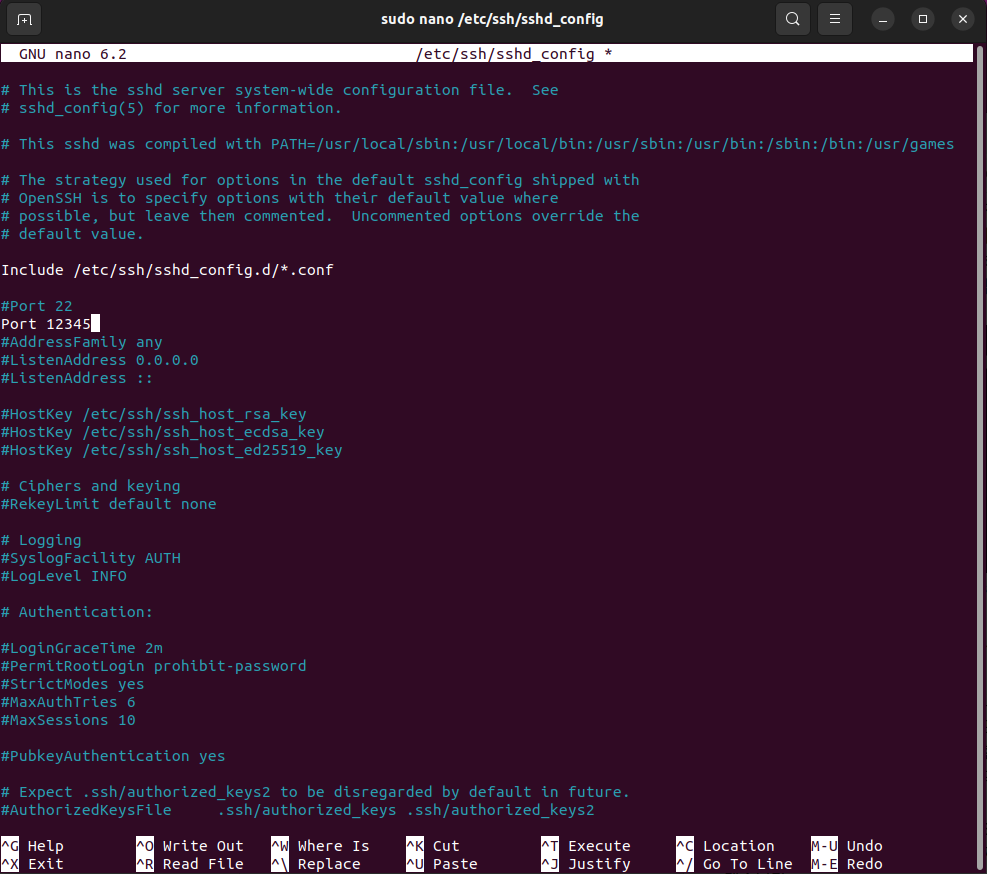 sudo nano /etc/ssh/sshd_config
GNU nano 6.2 /etc/ssh/sshd_config *
# This is the sshd server system-wide configuration file.  See
# sshd_config(5) for more information.
# This sshd was compiled with PATH=/usr/local/sbin:/usr/local/bin:/usr/sbin:/usr/bin:/sbin:/bin:/usr/games
# The strategy used for options in the default sshd_config shipped with
# OpenSSH is to specify options with their default value where
# possible, but leave them commented.  Uncommented options override the
# default value.
Include /etc/ssh/sshd_config.d/*.conf
#Port 22
Port 12345
#AddressFamily any
#ListenAddress 0.0.0.0
#ListenAddress ::
#HostKey /etc/ssh/ssh_host_rsa_key
#HostKey /etc/ssh/ssh_host_ecdsa_key
#HostKey /etc/ssh/ssh_host_ed25519_key
# Ciphers and keying
#RekeyLimit default none
# Logging
#SyslogFacility AUTH
#LogLevel INFO
# Authentication:
#LoginGraceTime 2m
#PermitRootLogin prohibit-password
#StrictModes yes
#MaxAuthTries 6
#MaxSessions 10
#PubkeyAuthentication yes
# Expect .ssh/authorized_keys2 to be disregarded by default in future.
#AuthorizedKeysFile     .ssh/authorized_keys .ssh/authorized_keys2
^G Help ^O Write Out ^W Where Is ^K Cut ^T Execute ^C Location M-U Undo
^X Exit ^R Read File ^\ Replace ^U Paste ^J Justify ^/ Go To Line M-E Redo